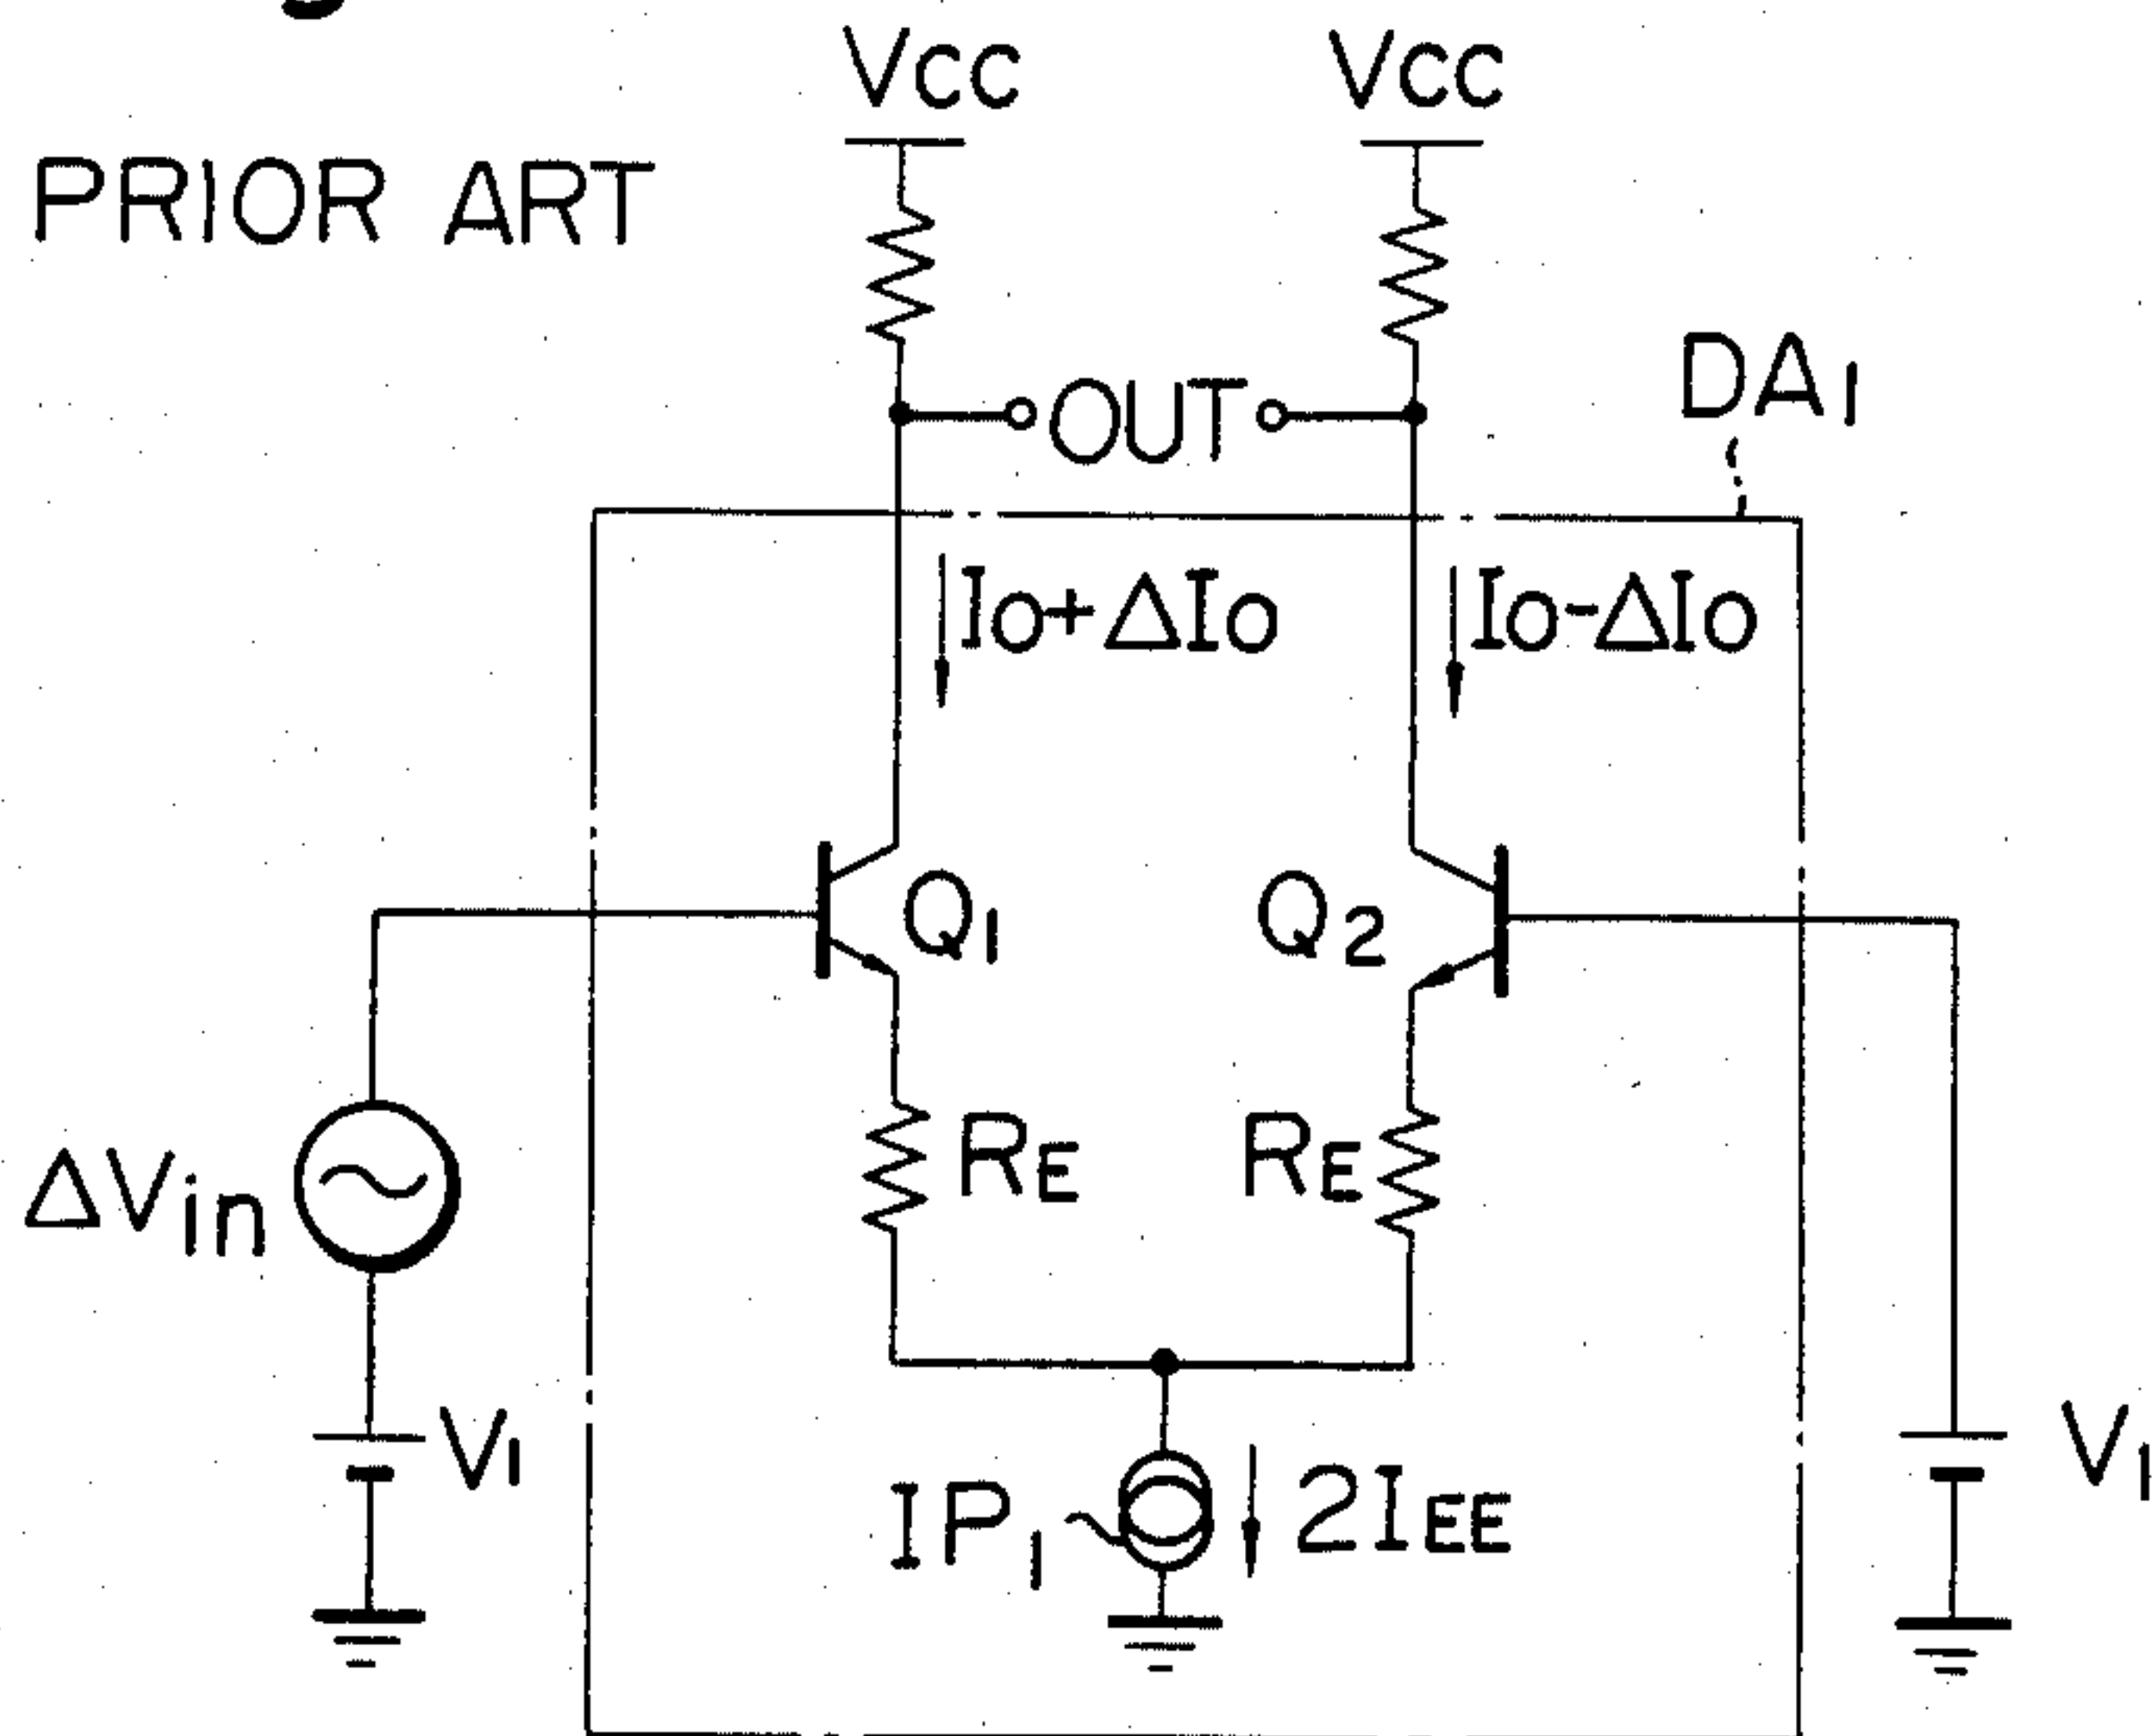 Vcc Vcc
PRIOR ART
OUT
DA1
Io+ΔIo
Io-ΔIo
Q1
Q2
ΔVin
RE
RE
V1
IP1
2IEE
V1